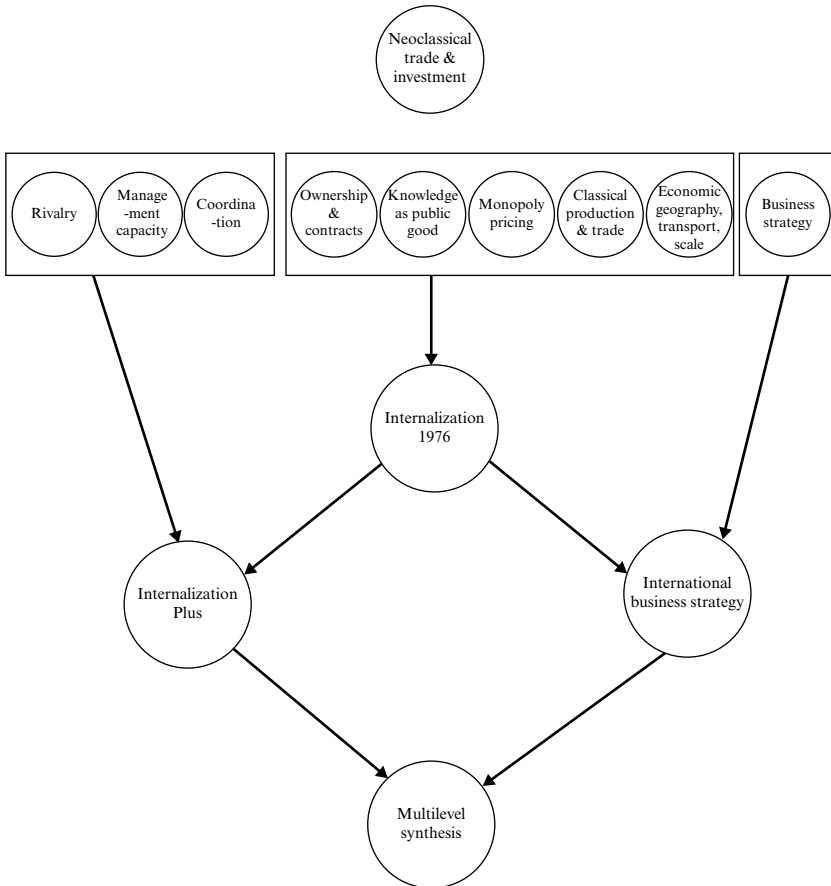 Neoclassical
trade &
investment
Rivalry
Manage
-ment
capacity
Coordina
-tion
Ownership
&
contracts
Knowledge
as public
good
Monopoly
pricing
Classical
production
& trade
Economic
geography,
transport,
scale
Business
strategy
Internalization
1976
Internalization
Plus
International
business strategy
Multilevel
synthesis